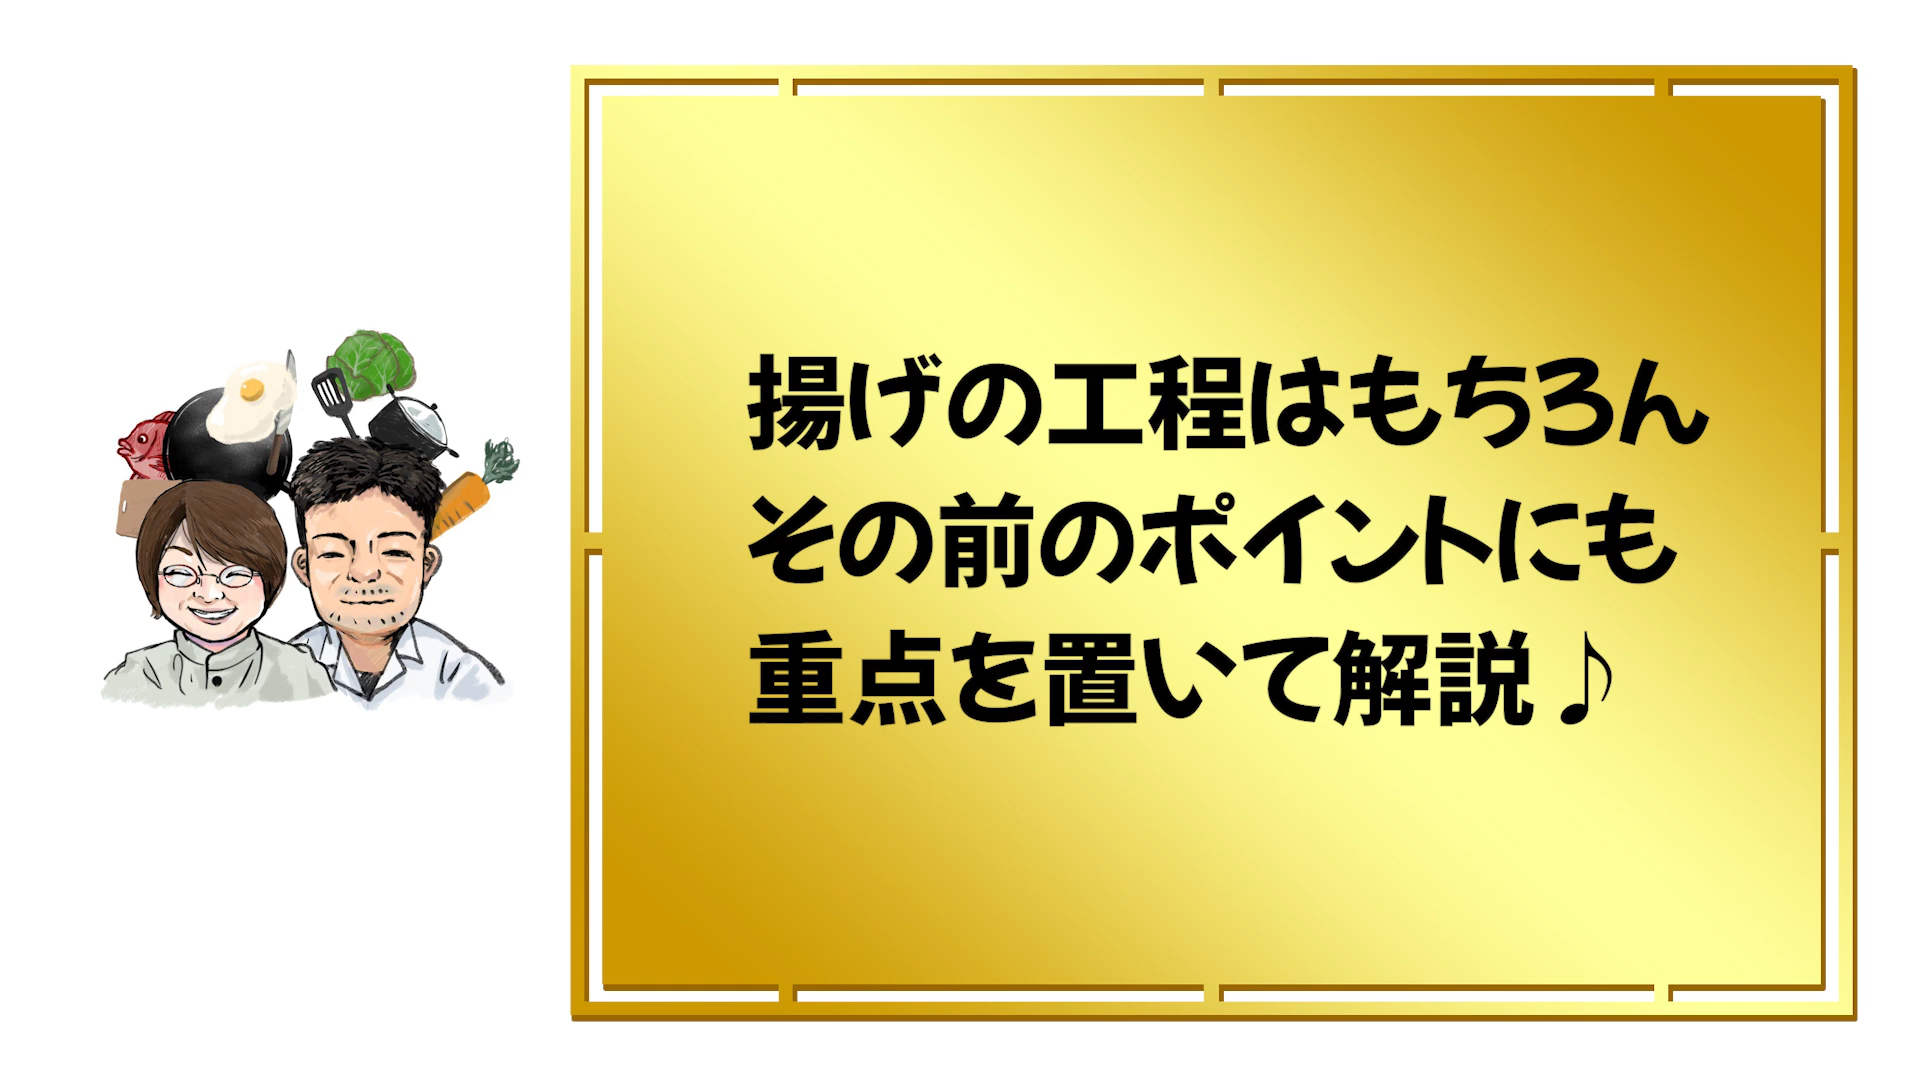 揚げの工程はもちろん
その前のポイントにも
重点を置いて解説♪